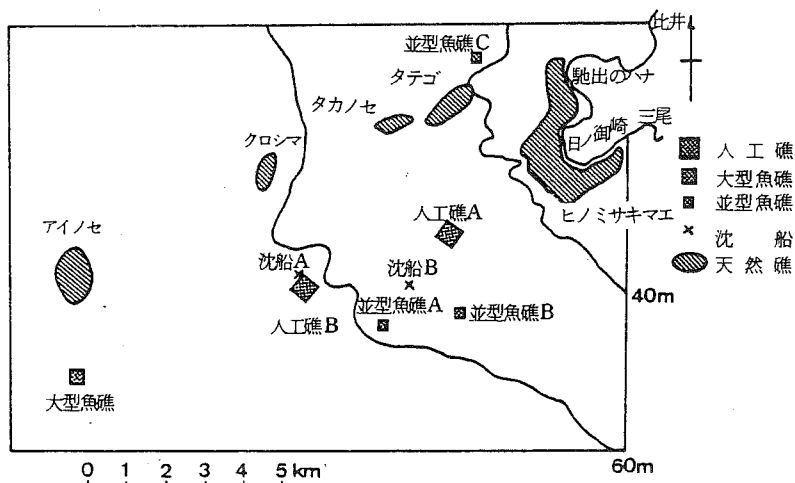 比井
並型魚礁C
馳出のハナ
タテゴ
タカノセ
三尾
日ノ御崎
クロシマ
人工礁
大型魚礁
並型魚礁
沈船
天然礁
ヒノミサキマエ
人工礁A
アイノセ
沈船A
沈船B
40m
並型魚礁A
並型魚礁B
人工礁B
大型魚礁
0 1 2 3 4 5km
60m